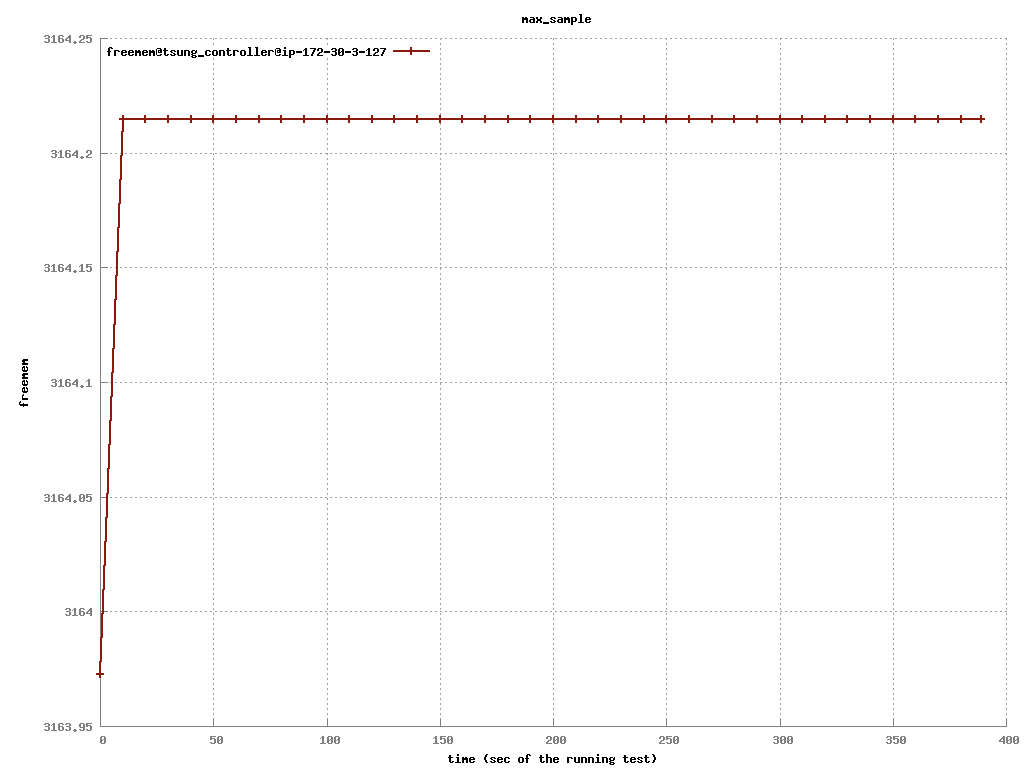 max_sample
3164.25
freemem@tsung_controller@ip-172-30-3-127
3164.2
3164.15
freemem
3164.1
3164.05
3164
3163.95
0 50 100 150 200 250 300 350 400
time (sec of the running test)